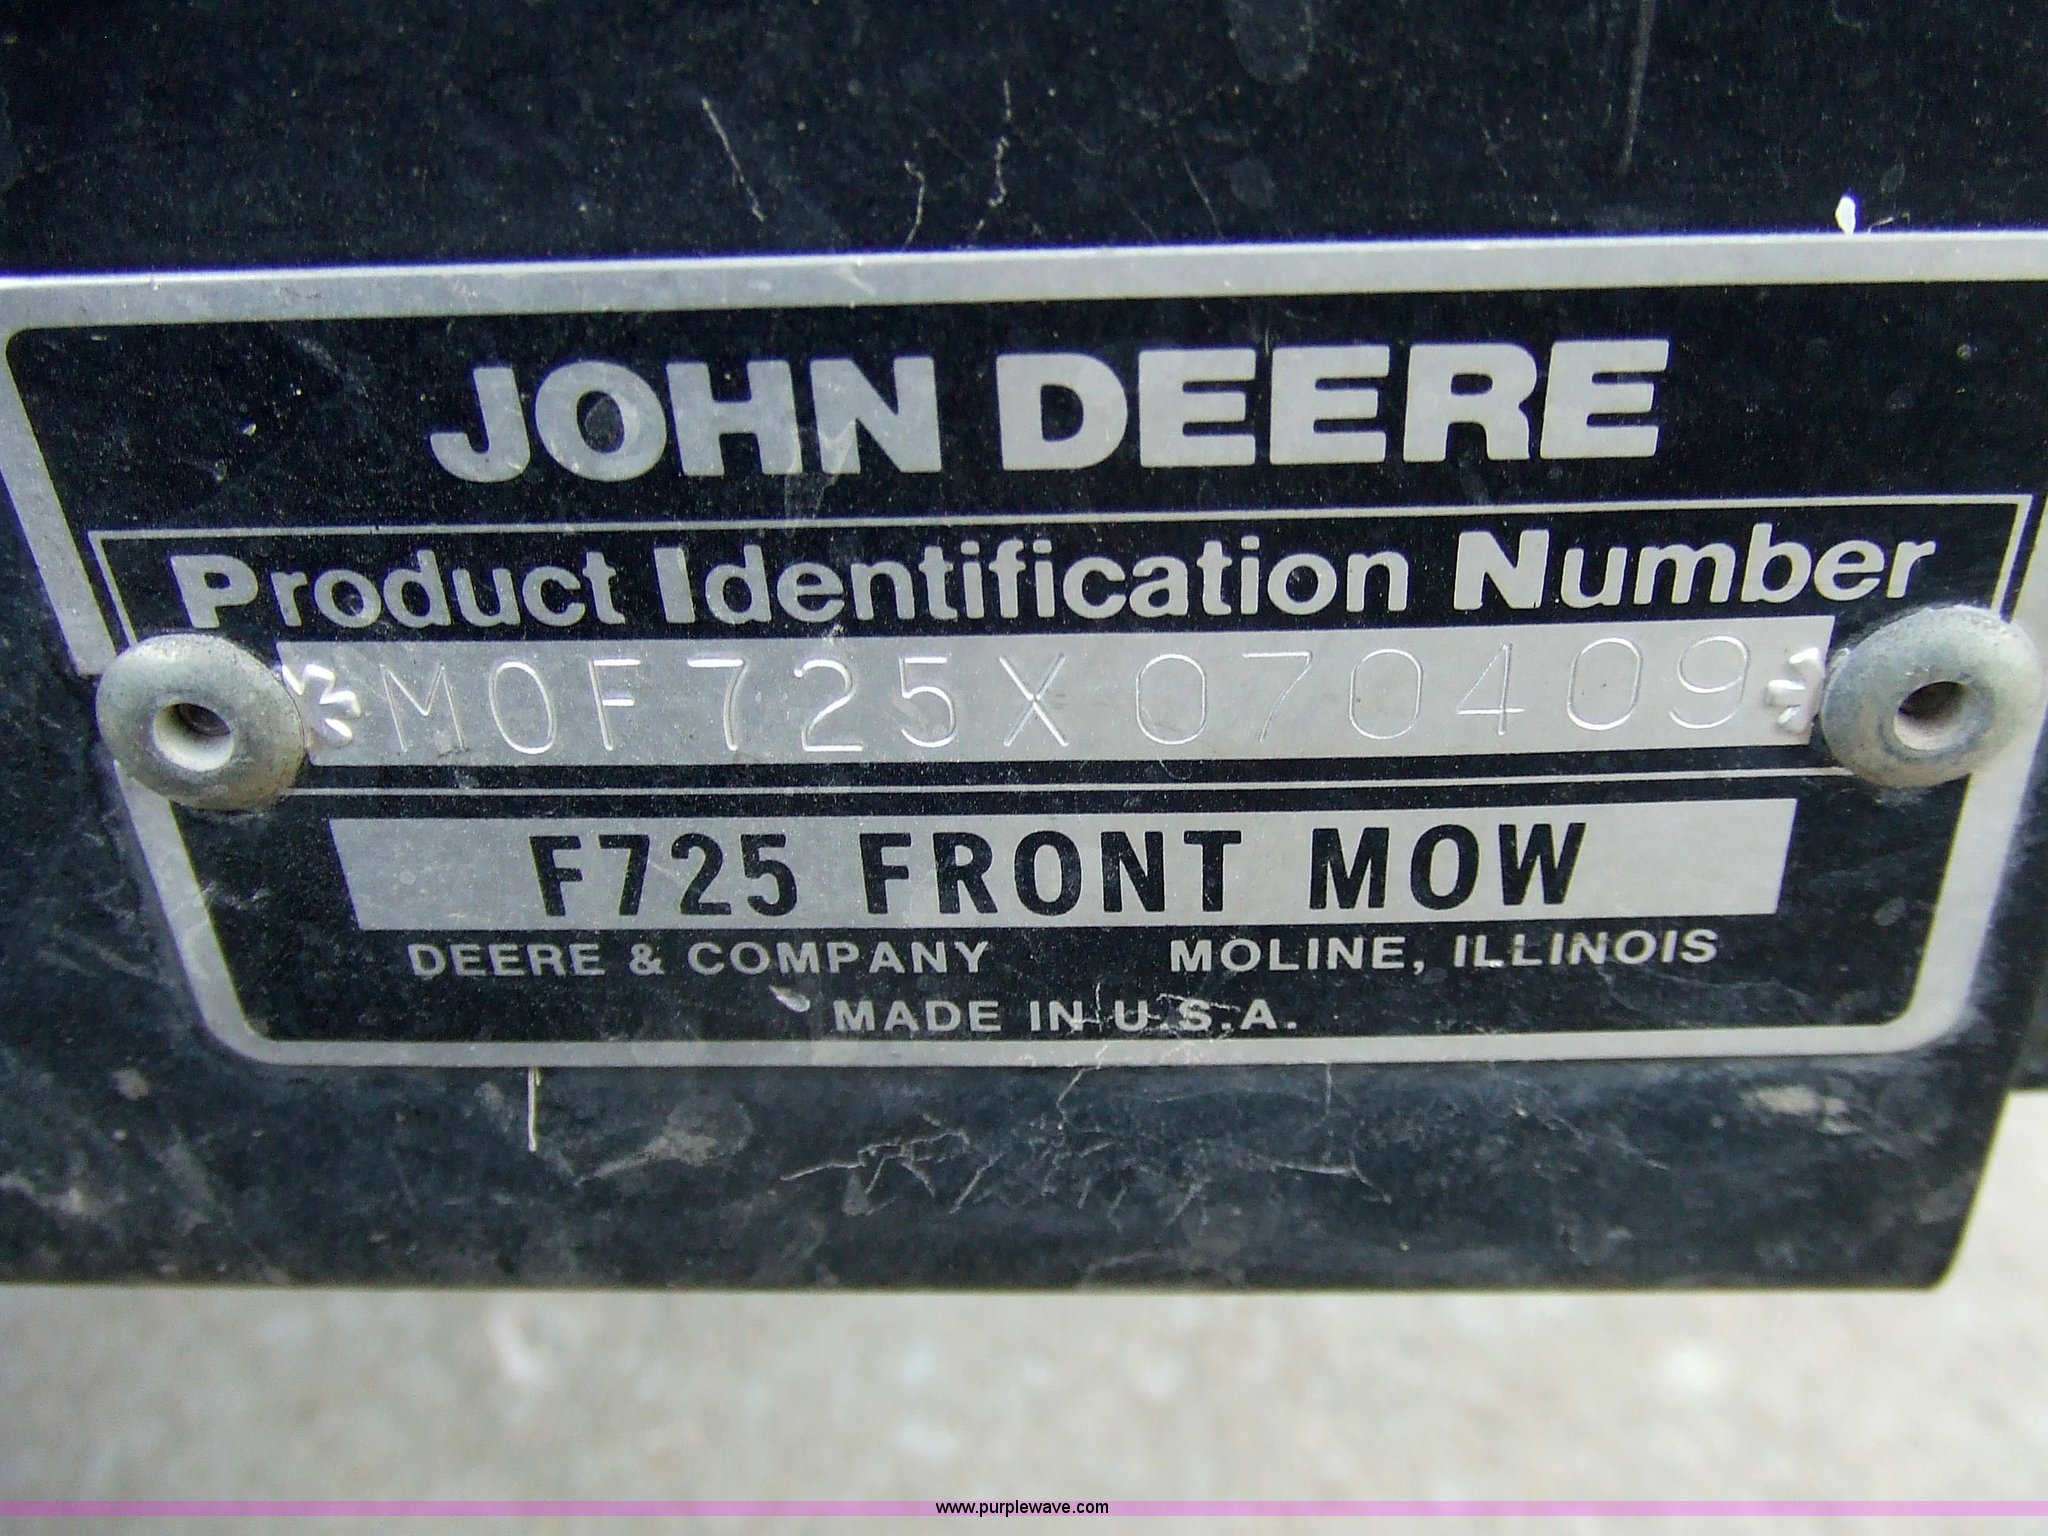 JOHN DEERE
Product Identification Number
*M0F725X070409*
F725 FRONT MOW
DEERE & COMPANY MOLINE, ILLINOIS
MADE IN U.S.A.
www.purplewave.com